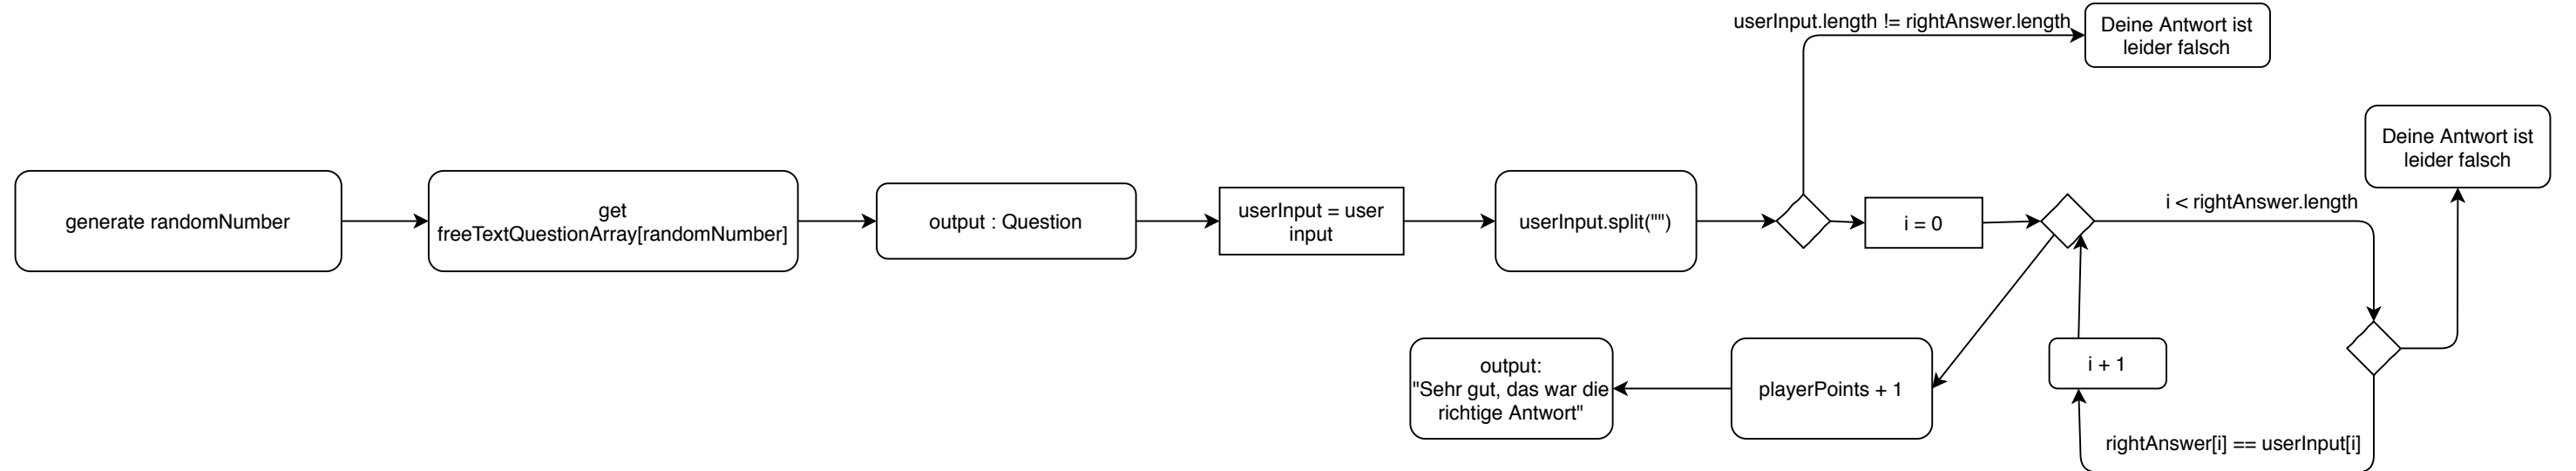 generate randomNumber
get
freeTextQuestionArray[randomNumber]
output : Question
userInput = user
input
userInput.split("")
userInput.length != rightAnswer.length
Deine Antwort ist
leider falsch
i = 0
i < rightAnswer.length
Deine Antwort ist
leider falsch
rightAnswer[i] == userInput[i]
i + 1
playerPoints + 1
output:
"Sehr gut, das war die
richtige Antwort"